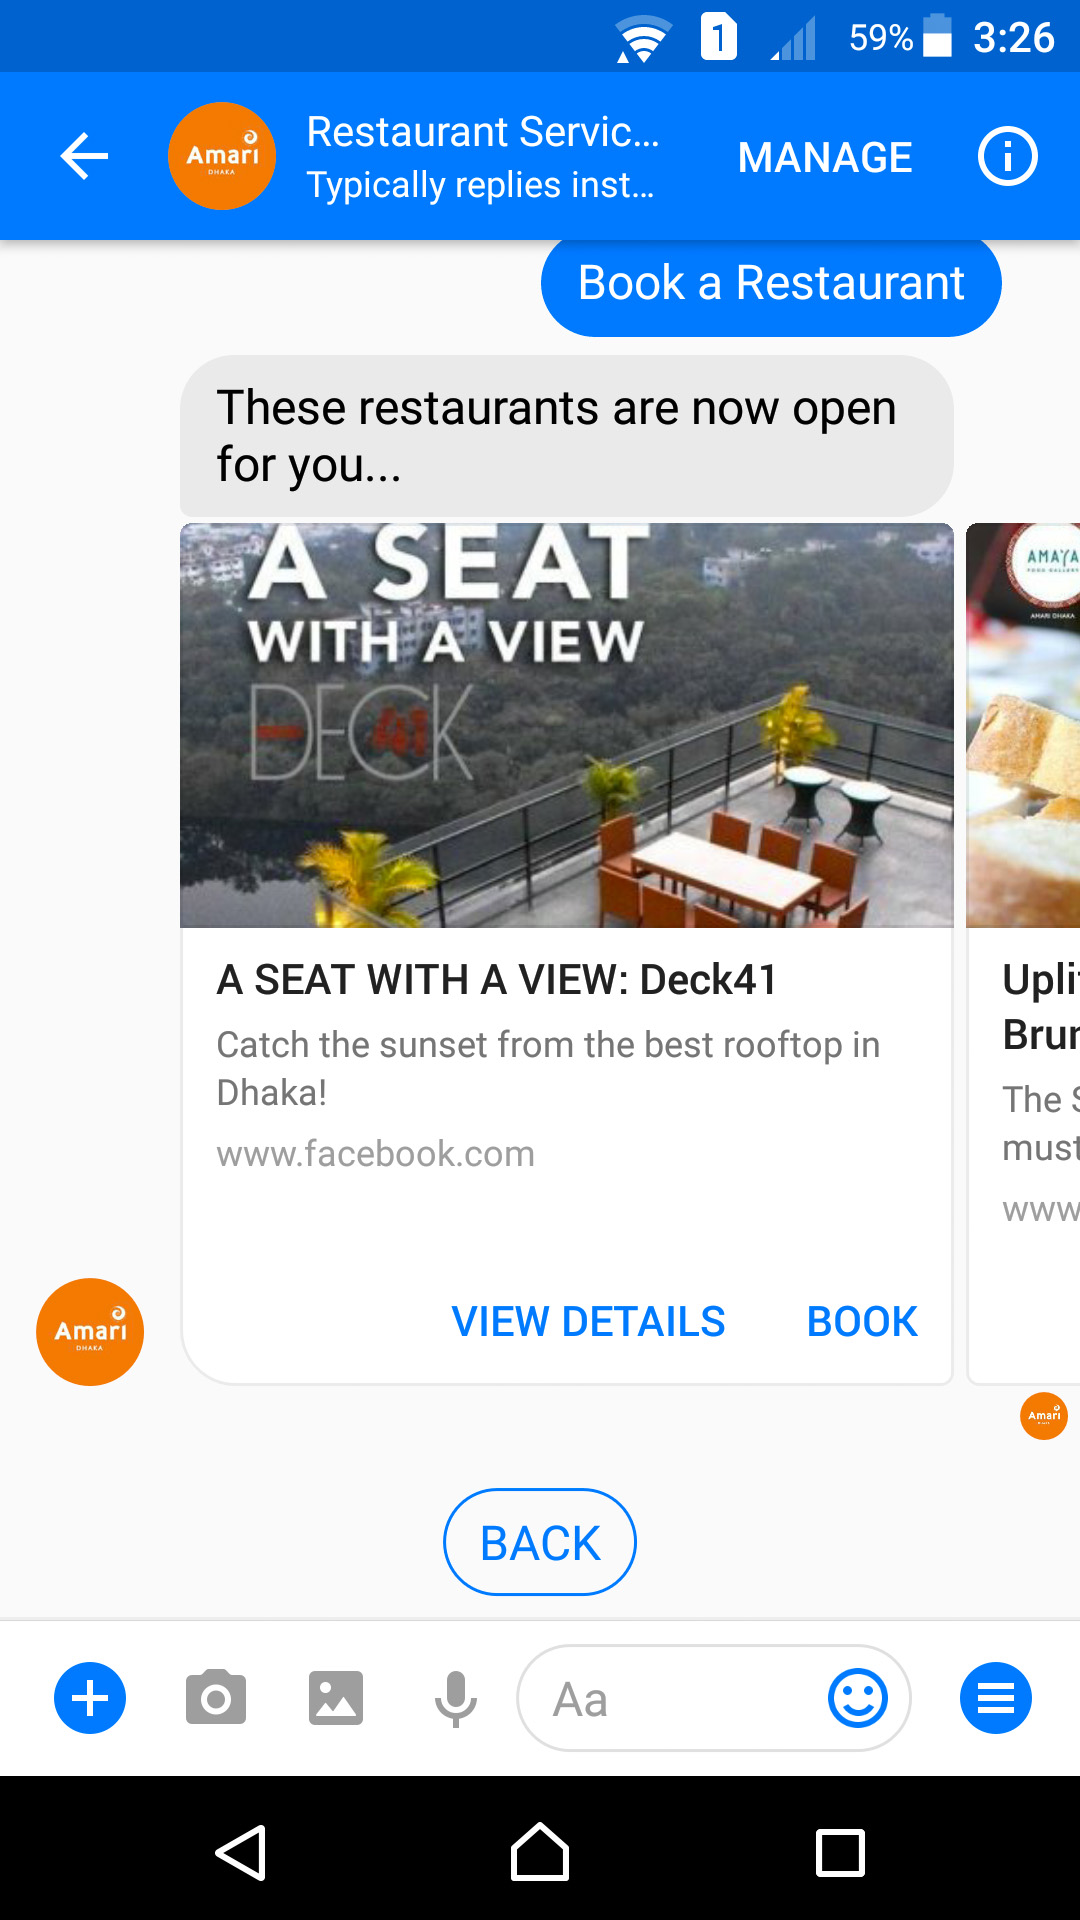 1
59%
3:26
Amari
DHAKA
Restaurant Servic...
Typically replies inst...
MANAGE
Book a Restaurant
These restaurants are now open
for you...
A SEAT
WITH A VIEW
DECK
41
AMAYA
FOOD GALLERY
AMARI DHAKA
A SEAT WITH A VIEW: Deck41
Catch the sunset from the best rooftop in
Dhaka!
www.facebook.com
VIEW DETAILS
BOOK
Upli
Brun
The S
must
www
Amari
DHAKA
Amari
BACK
Aa